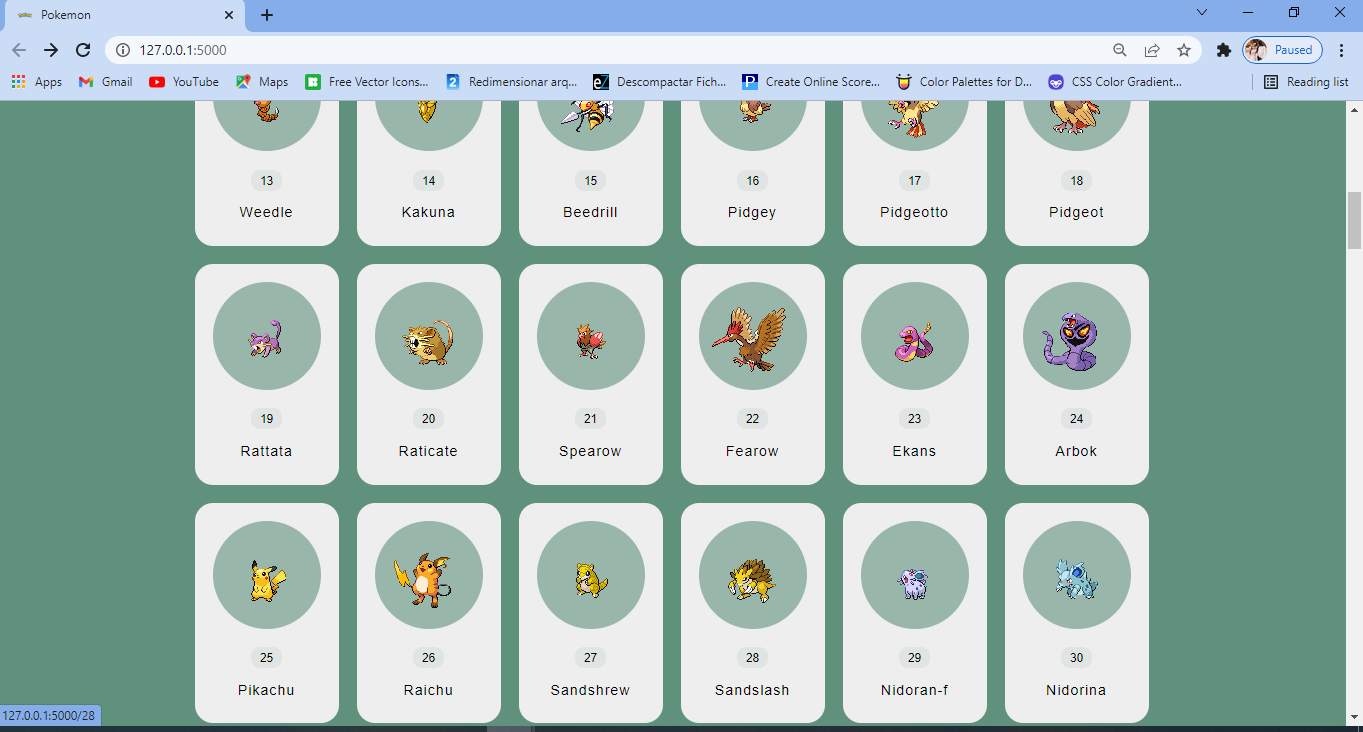 Pokemon
127.0.0.1:5000
Paused
Apps
Gmail
YouTube
Maps
Free Vector Icons...
Redimensionar arq...
Descompactar Fich...
Create Online Score...
Color Palettes for D...
CSS Color Gradient...
Reading list
13 14 15 16 17 18
Weedle Kakuna Beedrill Pidgey Pidgeotto Pidgeot
19 20 21 22 23 24
Rattata Raticate Spearow Fearow Ekans Arbok
25 26 27 28 29 30
Pikachu Raichu Sandshrew Sandslash Nidoran-f Nidorina
127.0.0.1:5000/28